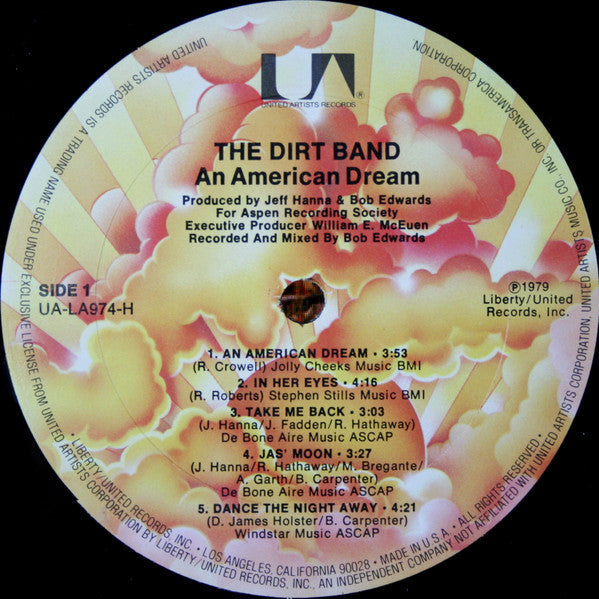 UA
UNITED ARTISTS RECORDS ®
THE DIRT BAND
An American Dream
Produced by Jeff Hanna & Bob Edwards
For Aspen Recording Society
Executive Producer William E. McEuen
Recorded And Mixed By Bob Edwards
SIDE 1
UA-LA974-H
℗1979
Liberty/United
Records, Inc.
1. AN AMERICAN DREAM • 3:53
(R. Crowell) Jolly Cheeks Music BMI
2. IN HER EYES • 4:16
(R. Roberts) Stephen Stills Music BMI
3. TAKE ME BACK • 3:03
(J. Hanna/J. Fadden/R. Hathaway)
De Bone Aire Music ASCAP
4. JAS' MOON • 3:27
(J. Hanna/R. Hathaway/M. Bregante/
A. Garth/B. Carpenter)
De Bone Aire Music ASCAP
5. DANCE THE NIGHT AWAY • 4:21
(D. James Holster/B. Carpenter)
Windstar Music ASCAP
• LIBERTY/UNITED RECORDS, INC. • LOS ANGELES, CALIFORNIA 90028 • MADE IN U.S.A. • ALL RIGHTS RESERVED •
UNITED ARTISTS RECORDS IS A TRADING NAME USED UNDER EXCLUSIVE LICENSE FROM UNITED ARTISTS CORPORATION BY LIBERTY/UNITED RECORDS, INC., AN INDEPENDENT COMPANY NOT AFFILIATED WITH UNITED ARTISTS CORPORATION, UNITED ARTISTS MUSIC CO., INC. OR TRANSAMERICA CORPORATION.